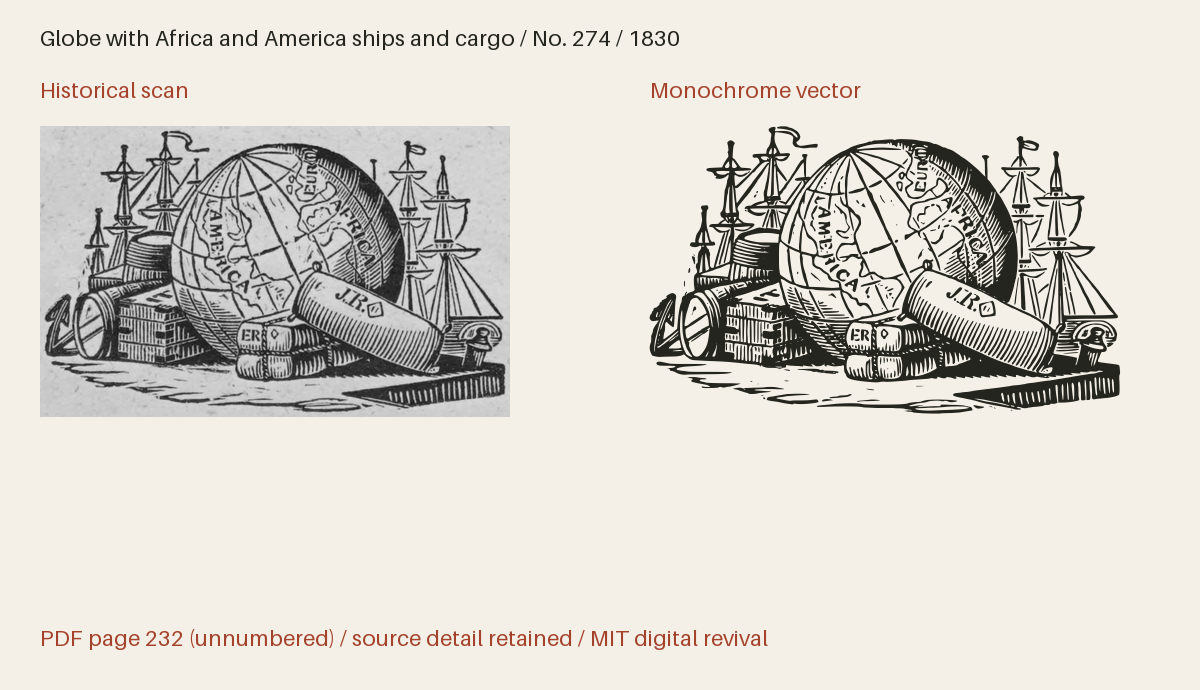 Globe with Africa and America ships and cargo / No. 274 / 1830
Historical scan
Monochrome vector
EURO
AFRICA
AMERICA
J.R.
ER
AFRICA
AMERICA
J.R.
ER
PDF page 232 (unnumbered) / source detail retained / MIT digital revival